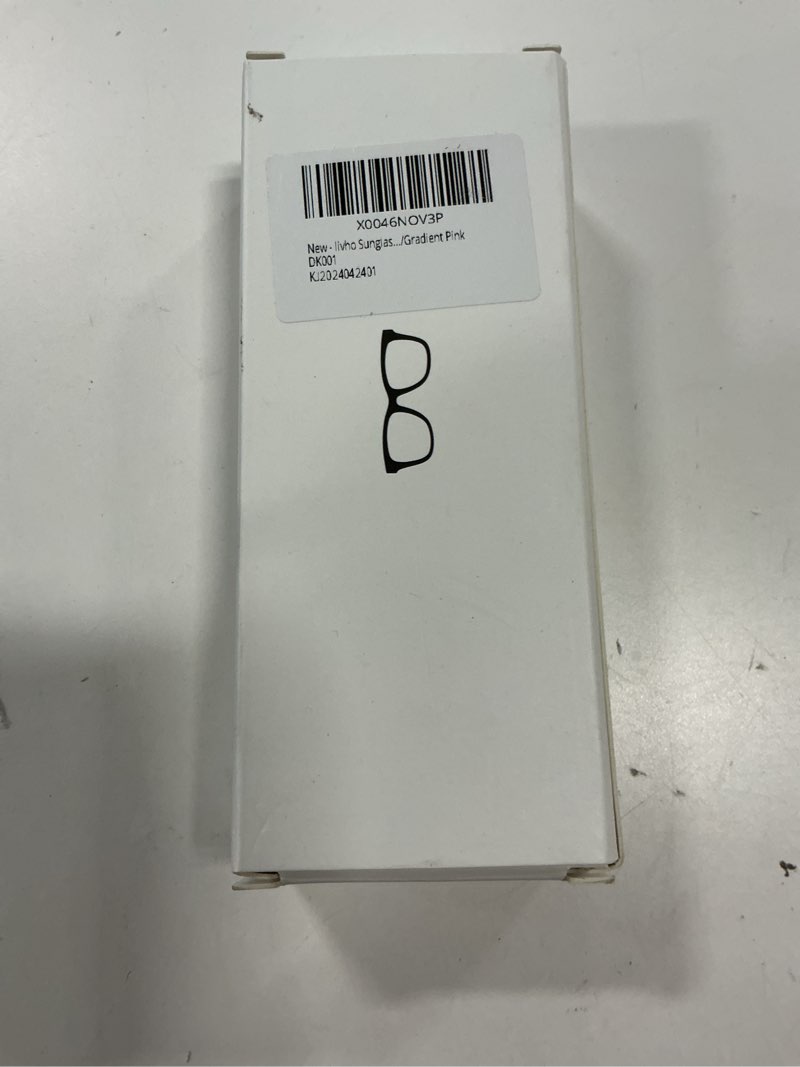 X0046NOV3P
New - livho Sunglas.../Gradient Pink
DK001
KJ2024042401